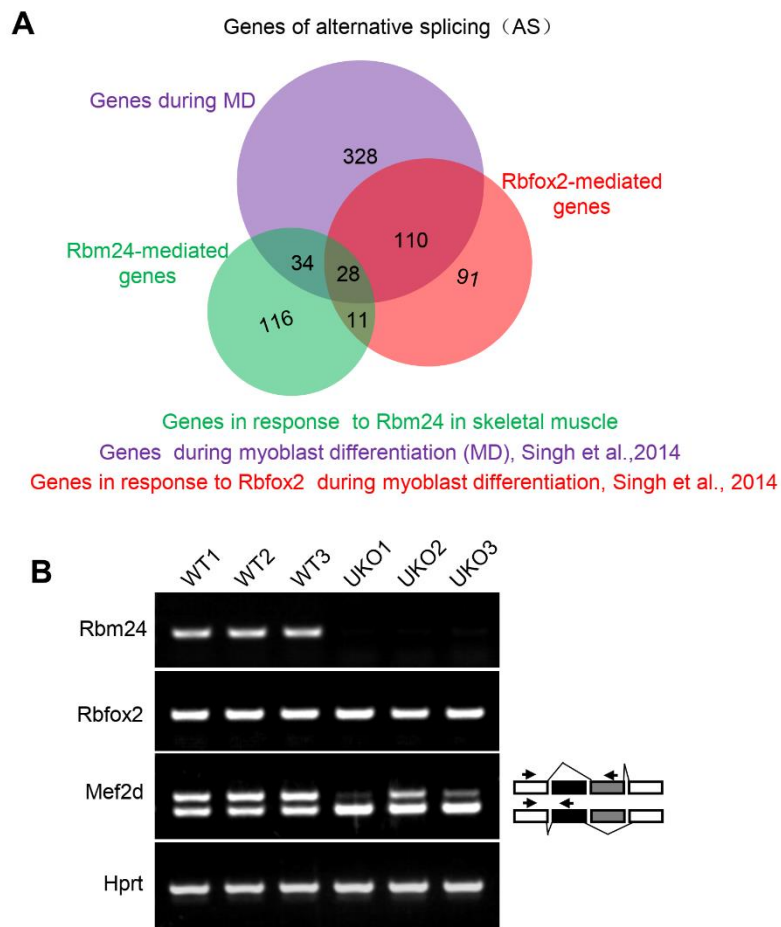 A
Genes of alternative splicing（AS）
Genes during MD
328
Rbfox2-mediated
genes
110
Rbm24-mediated
genes
34
28
91
116
11
Genes in response to Rbm24 in skeletal muscle
Genes during myoblast differentiation (MD), Singh et al.,2014
Genes in response to Rbfox2 during myoblast differentiation, Singh et al., 2014
B
WT1 WT2 WT3 UKO1 UKO2 UKO3
Rbm24
Rbfox2
Mef2d
Hprt